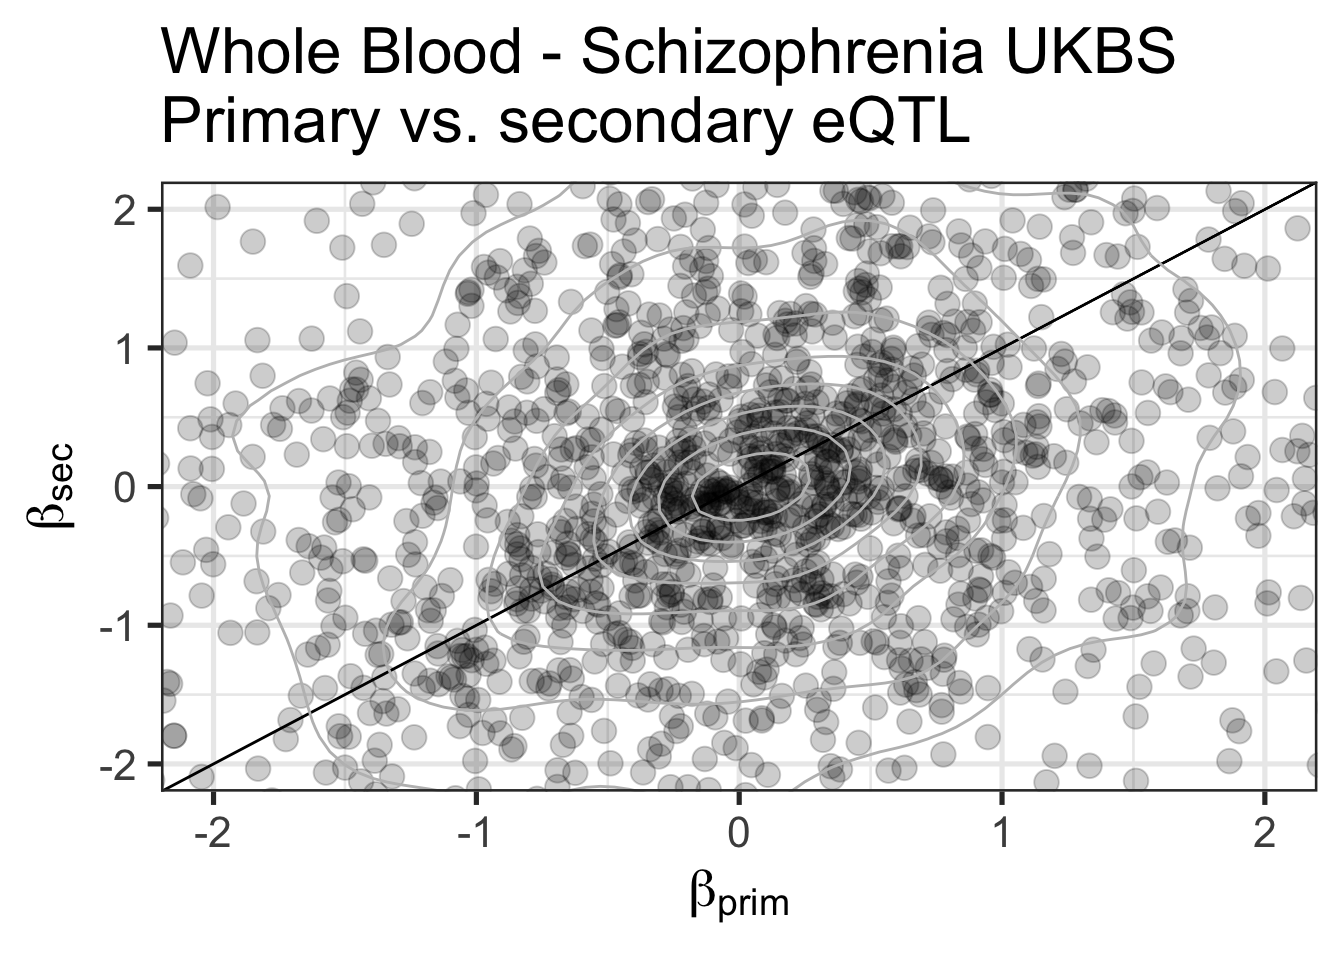 Whole Blood - Schizophrenia UKBS
Primary vs. secondary eQTL
2
1
0
-1
-2
βsec
-2 -1 0 1 2
βprim